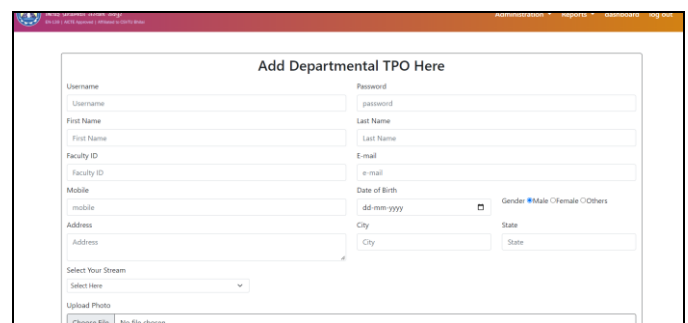 Administration Reports dashboard log out
Add Departmental TPO Here
Username Password
Username password
First Name Last Name
First Name Last Name
Faculty ID E-mail
Faculty ID e-mail
Mobile Date of Birth
mobile dd-mm-yyyy Gender Male Female Others
Address City State
Address City State
Select Your Stream
Select Here
Upload Photo
Choose File No file chosen